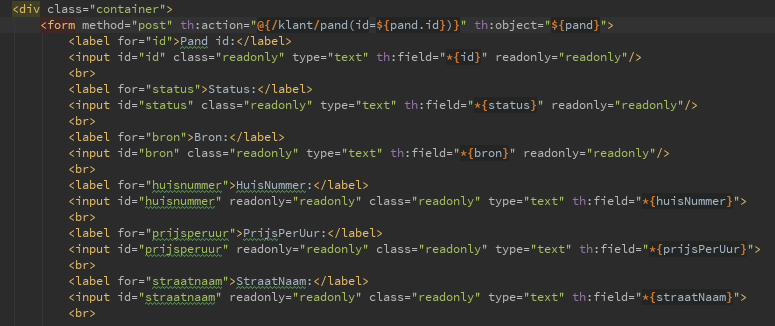 <div class="container">
<form method="post" th:action="@{/klant/pand(id=${pand.id})}" th:object="${pand}">
<label for="id">Pand id:</label>
<input id="id" class="readonly" type="text" th:field="*{id}" readonly="readonly"/>
<br>
<label for="status">Status:</label>
<input id="status" class="readonly" type="text" th:field="*{status}" readonly="readonly"/>
<br>
<label for="bron">Bron:</label>
<input id="bron" class="readonly" type="text" th:field="*{bron}" readonly="readonly"/>
<br>
<label for="huisnummer">HuisNummer:</label>
<input id="huisnummer" readonly="readonly" class="readonly" type="text" th:field="*{huisNummer}">
<br>
<label for="prijsperuur">PrijsPerUur:</label>
<input id="prijsperuur" readonly="readonly" class="readonly" type="text" th:field="*{prijsPerUur}">
<br>
<label for="straatnaam">StraatNaam:</label>
<input id="straatnaam" readonly="readonly" class="readonly" type="text" th:field="*{straatNaam}">
<br>